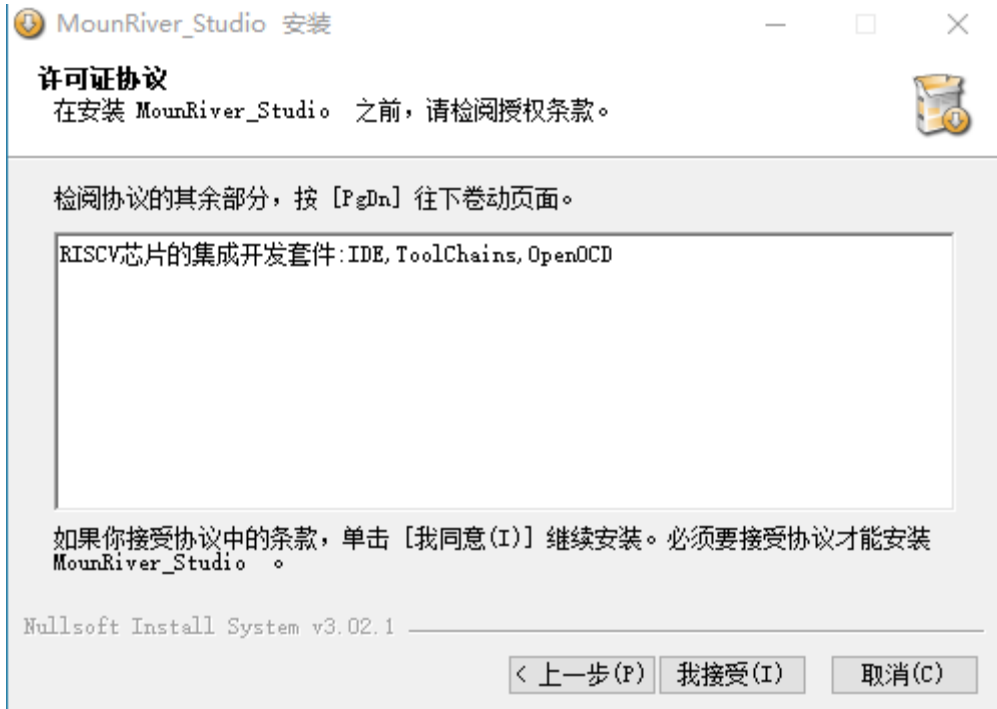 MounRiver_Studio 安装
许可证协议
在安装 MounRiver_Studio 之前，请检阅授权条款。
检阅协议的其余部分，按 [PgDn] 往下卷动页面。
RISCV芯片的集成开发套件:IDE,ToolChains,OpenOCD
如果你接受协议中的条款，单击 [我同意(I)] 继续安装。必须要接受协议才能安装
MounRiver_Studio 。
Nullsoft Install System v3.02.1
< 上一步(P) 我接受(I) 取消(C)